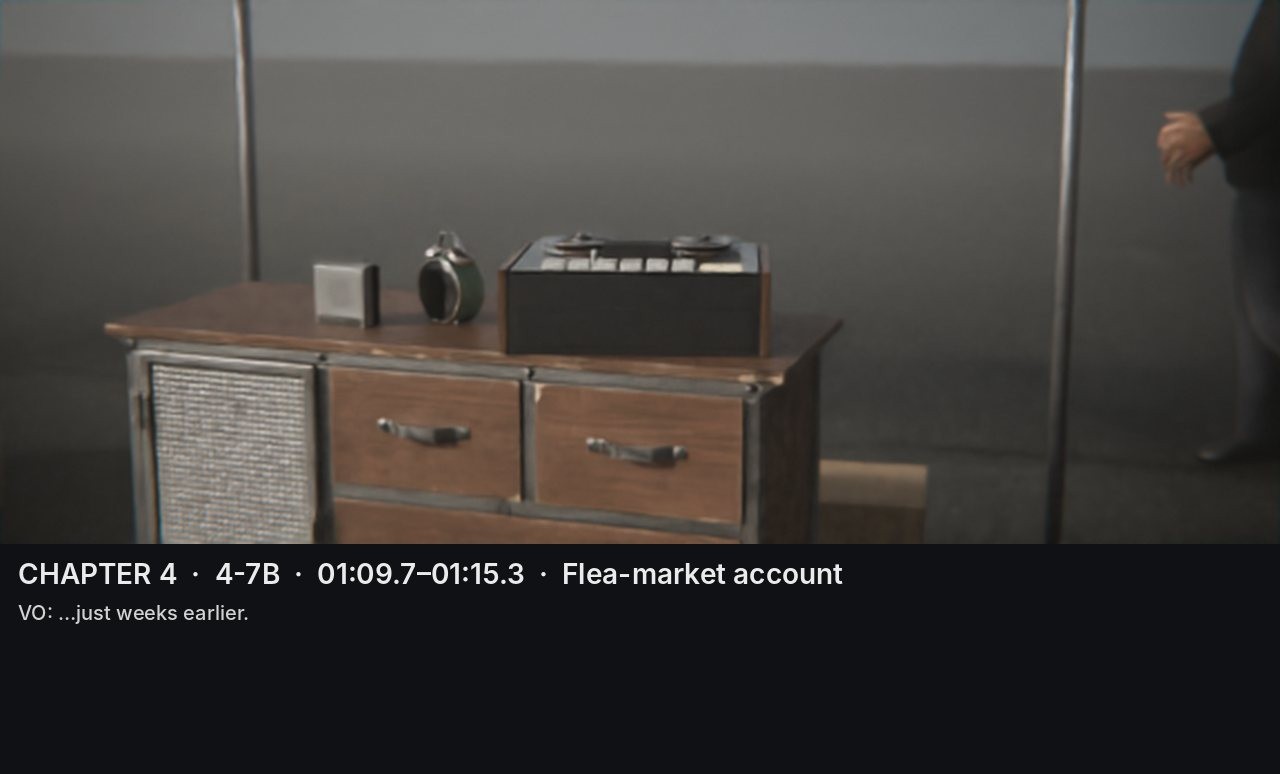 CHAPTER 4 · 4-7B · 01:09.7–01:15.3 · Flea-market account
VO: ...just weeks earlier.